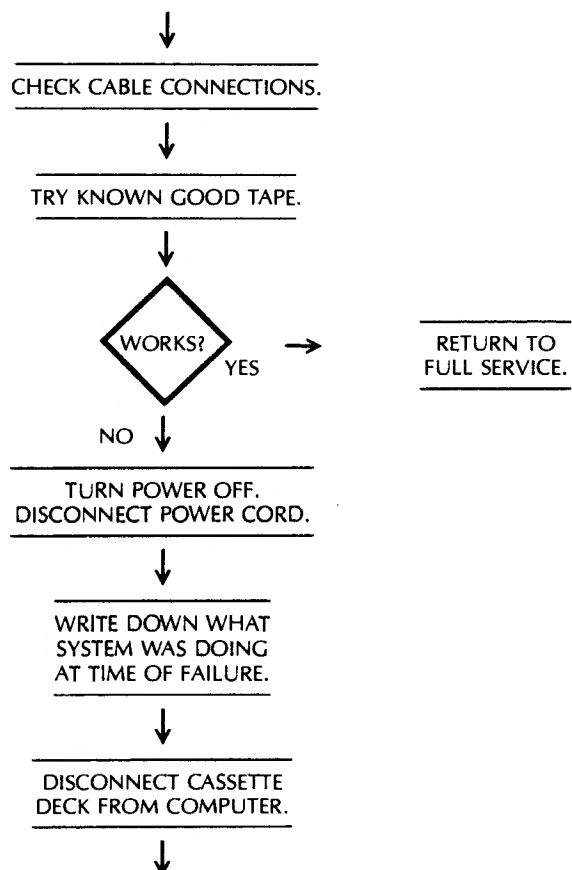 CHECK CABLE CONNECTIONS.
TRY KNOWN GOOD TAPE.
WORKS?
YES
RETURN TO
FULL SERVICE.
NO
TURN POWER OFF.
DISCONNECT POWER CORD.
WRITE DOWN WHAT
SYSTEM WAS DOING
AT TIME OF FAILURE.
DISCONNECT CASSETTE
DECK FROM COMPUTER.